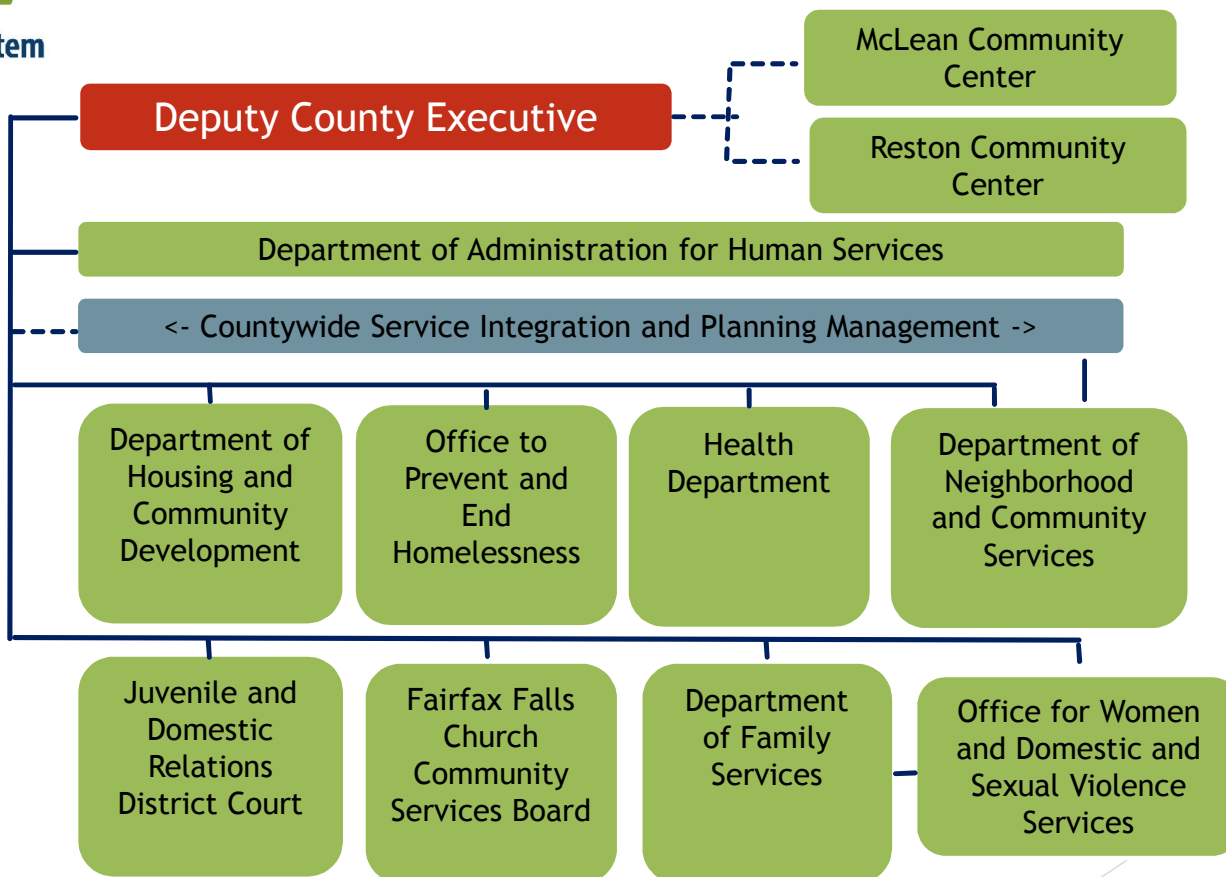 tem
McLean Community
Center
Deputy County Executive
Reston Community
Center
Department of Administration for Human Services
<- Countywide Service Integration and Planning Management ->
Department of
Housing and
Community
Development
Office to
Prevent and
End
Homelessness
Health
Department
Department of
Neighborhood
and Community
Services
Juvenile and
Domestic
Relations
District Court
Fairfax Falls
Church
Community
Services Board
Department
of Family
Services
Office for Women
and Domestic and
Sexual Violence
Services